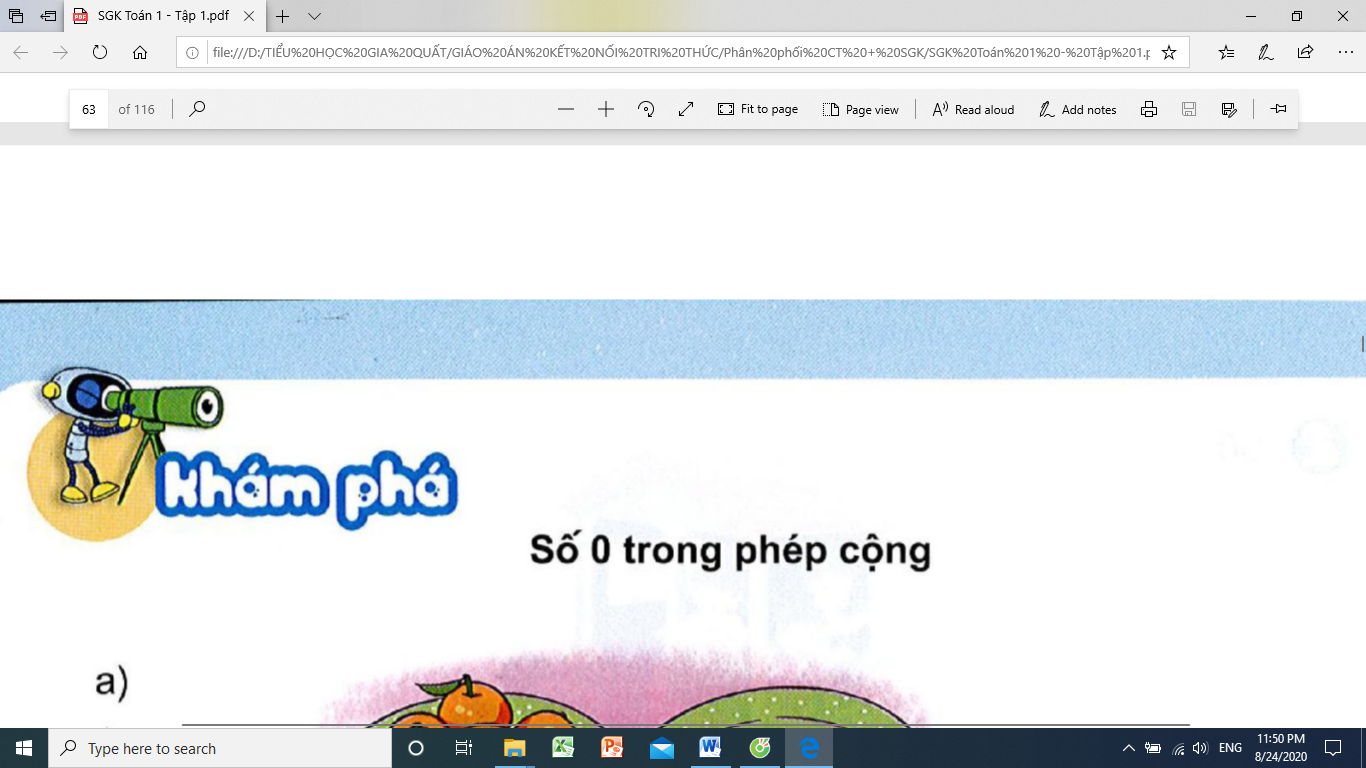 SGK Toán 1 - Tập 1.pdf
file:///D:/TIỂU%20HỌC%20GIA%20QUẤT/GIÁO%20ÁN%20KẾT%20NỐI%20TRI%20THỨC/Phân%20phối%20CT%20+%20SGK/SGK%20Toán%201%20-%20Tập%201.p
63 of 116
Fit to page
Page view
Read aloud
Add notes
khám phá
Số 0 trong phép cộng
a)
Type here to search
ENG
11:50 PM
8/24/2020